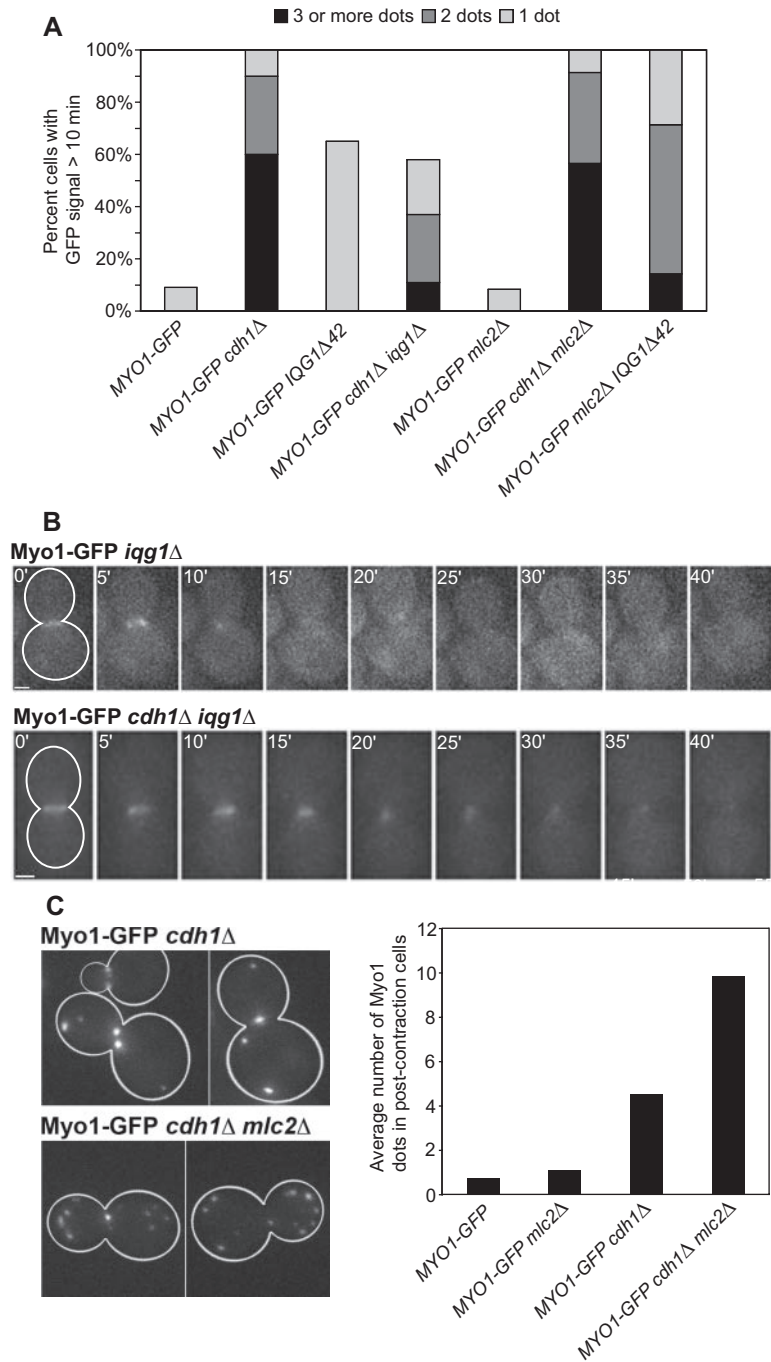 3 or more dots 2 dots 1 dot
A
Percent cells with
GFP signal > 10 min
100%
80%
60%
40%
20%
0%
MYO1-GFP
MYO1-GFP cdh1Δ
MYO1-GFP IQG1Δ42
MYO1-GFP cdh1Δ iqg1Δ
MYO1-GFP mlc2Δ
MYO1-GFP cdh1Δ mlc2Δ
MYO1-GFP mlc2Δ IQG1Δ42
B
Myo1-GFP iqg1Δ
0' 5' 10' 15' 20' 25' 30' 35' 40'
Myo1-GFP cdh1Δ iqg1Δ
0' 5' 10' 15' 20' 25' 30' 35' 40'
C
Myo1-GFP cdh1Δ
Myo1-GFP cdh1Δ mlc2Δ
Average number of Myo1
dots in post-contraction cells
12
10
8
6
4
2
0
MYO1-GFP
MYO1-GFP mlc2Δ
MYO1-GFP cdh1Δ
MYO1-GFP cdh1Δ mlc2Δ